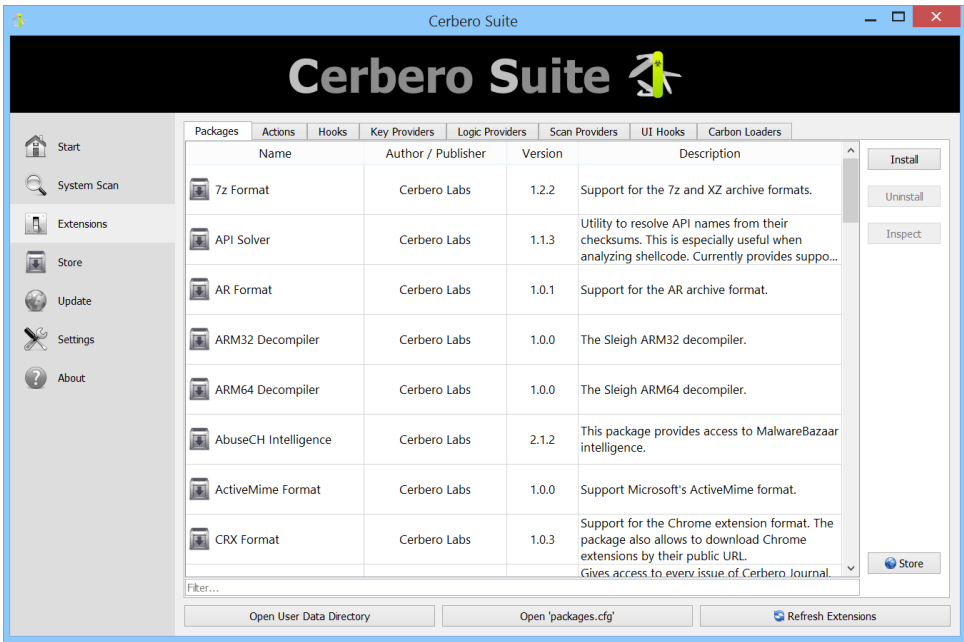 Cerbero Suite
Cerbero Suite
Start
System Scan
Extensions
Store
Update
Settings
About
Packages Actions Hooks Key Providers Logic Providers Scan Providers UI Hooks Carbon Loaders
Name Author / Publisher Version Description
7z Format Cerbero Labs 1.2.2 Support for the 7z and XZ archive formats.
API Solver Cerbero Labs 1.1.3 Utility to resolve API names from their
checksums. This is especially useful when
analyzing shellcode. Currently provides suppo...
AR Format Cerbero Labs 1.0.1 Support for the AR archive format.
ARM32 Decompiler Cerbero Labs 1.0.0 The Sleigh ARM32 decompiler.
ARM64 Decompiler Cerbero Labs 1.0.0 The Sleigh ARM64 decompiler.
AbuseCH Intelligence Cerbero Labs 2.1.2 This package provides access to MalwareBazaar
intelligence.
ActiveMime Format Cerbero Labs 1.0.0 Support Microsoft's ActiveMime format.
CRX Format Cerbero Labs 1.0.3 Support for the Chrome extension format. The
package also allows to download Chrome
extensions by their public URL.
Gives access to every issue of Cerbero Journal,
Filter...
Install
Uninstall
Inspect
Store
Open User Data Directory Open 'packages.cfg' Refresh Extensions